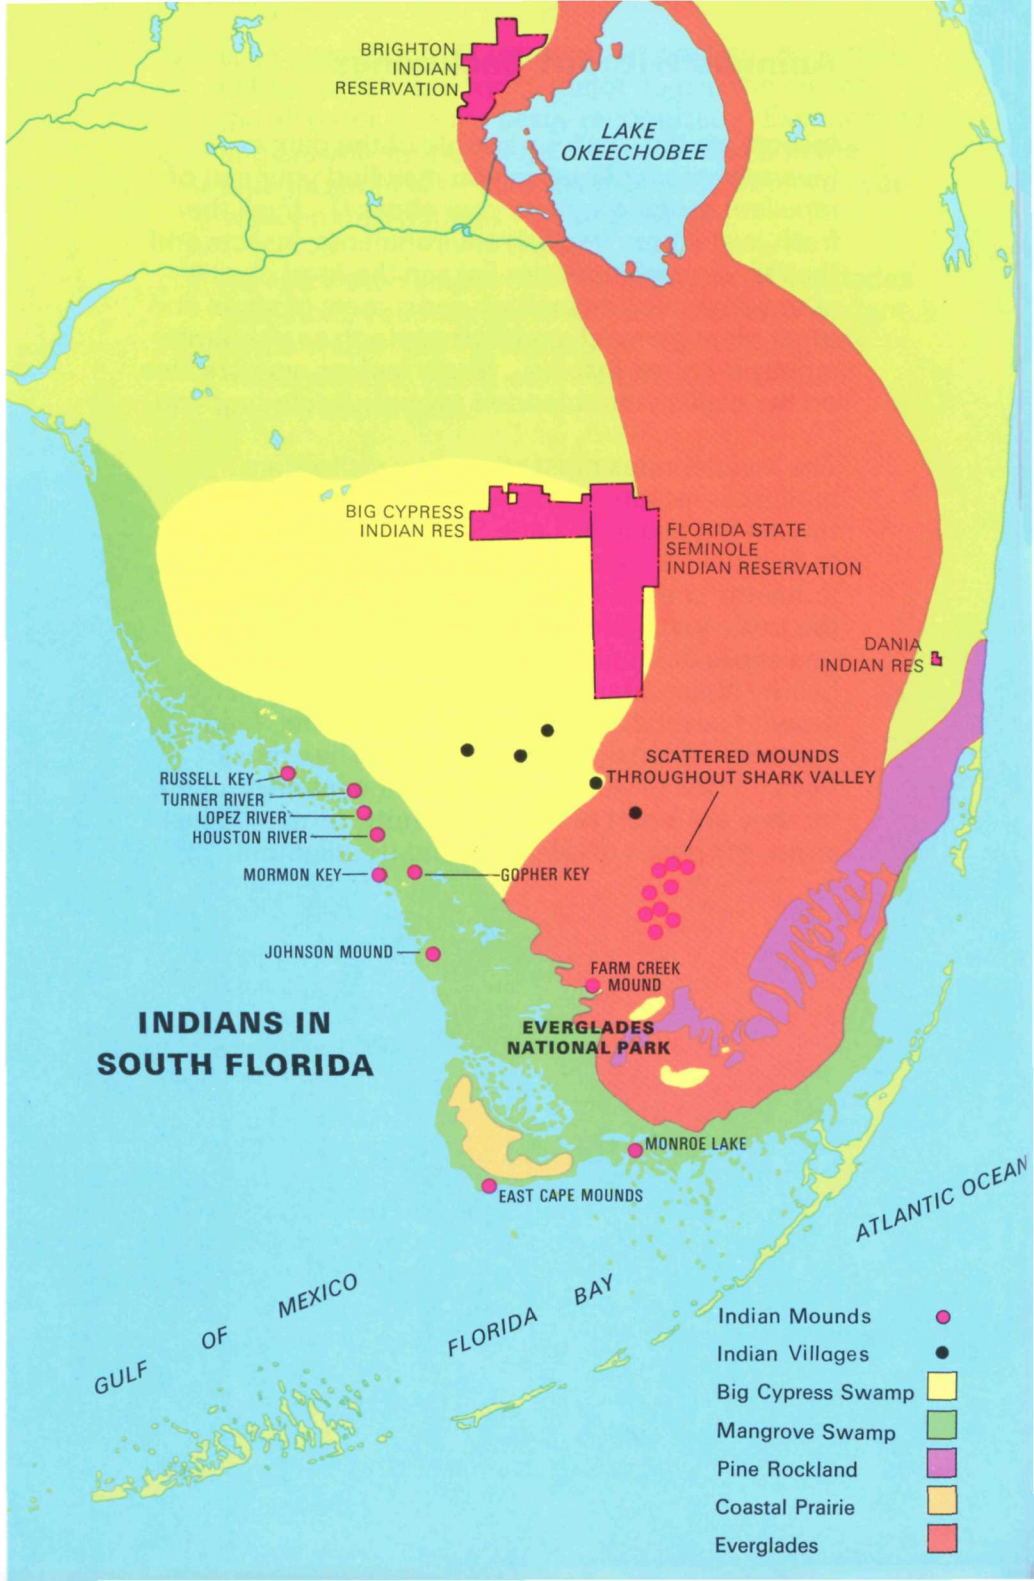 BRIGHTON
INDIAN
RESERVATION
LAKE
OKEECHOBEE
BIG CYPRESS
INDIAN RES
FLORIDA STATE
SEMINOLE
INDIAN RESERVATION
DANIA
INDIAN RES
SCATTERED MOUNDS
THROUGHOUT SHARK VALLEY
RUSSELL KEY
TURNER RIVER
LOPEZ RIVER
HOUSTON RIVER
MORMON KEY
GOPHER KEY
JOHNSON MOUND
FARM CREEK
MOUND
INDIANS IN
SOUTH FLORIDA
EVERGLADES
NATIONAL PARK
MONROE LAKE
EAST CAPE MOUNDS
ATLANTIC OCEAN
GULF OF MEXICO
FLORIDA BAY
Indian Mounds
Indian Villages
Big Cypress Swamp
Mangrove Swamp
Pine Rockland
Coastal Prairie
Everglades